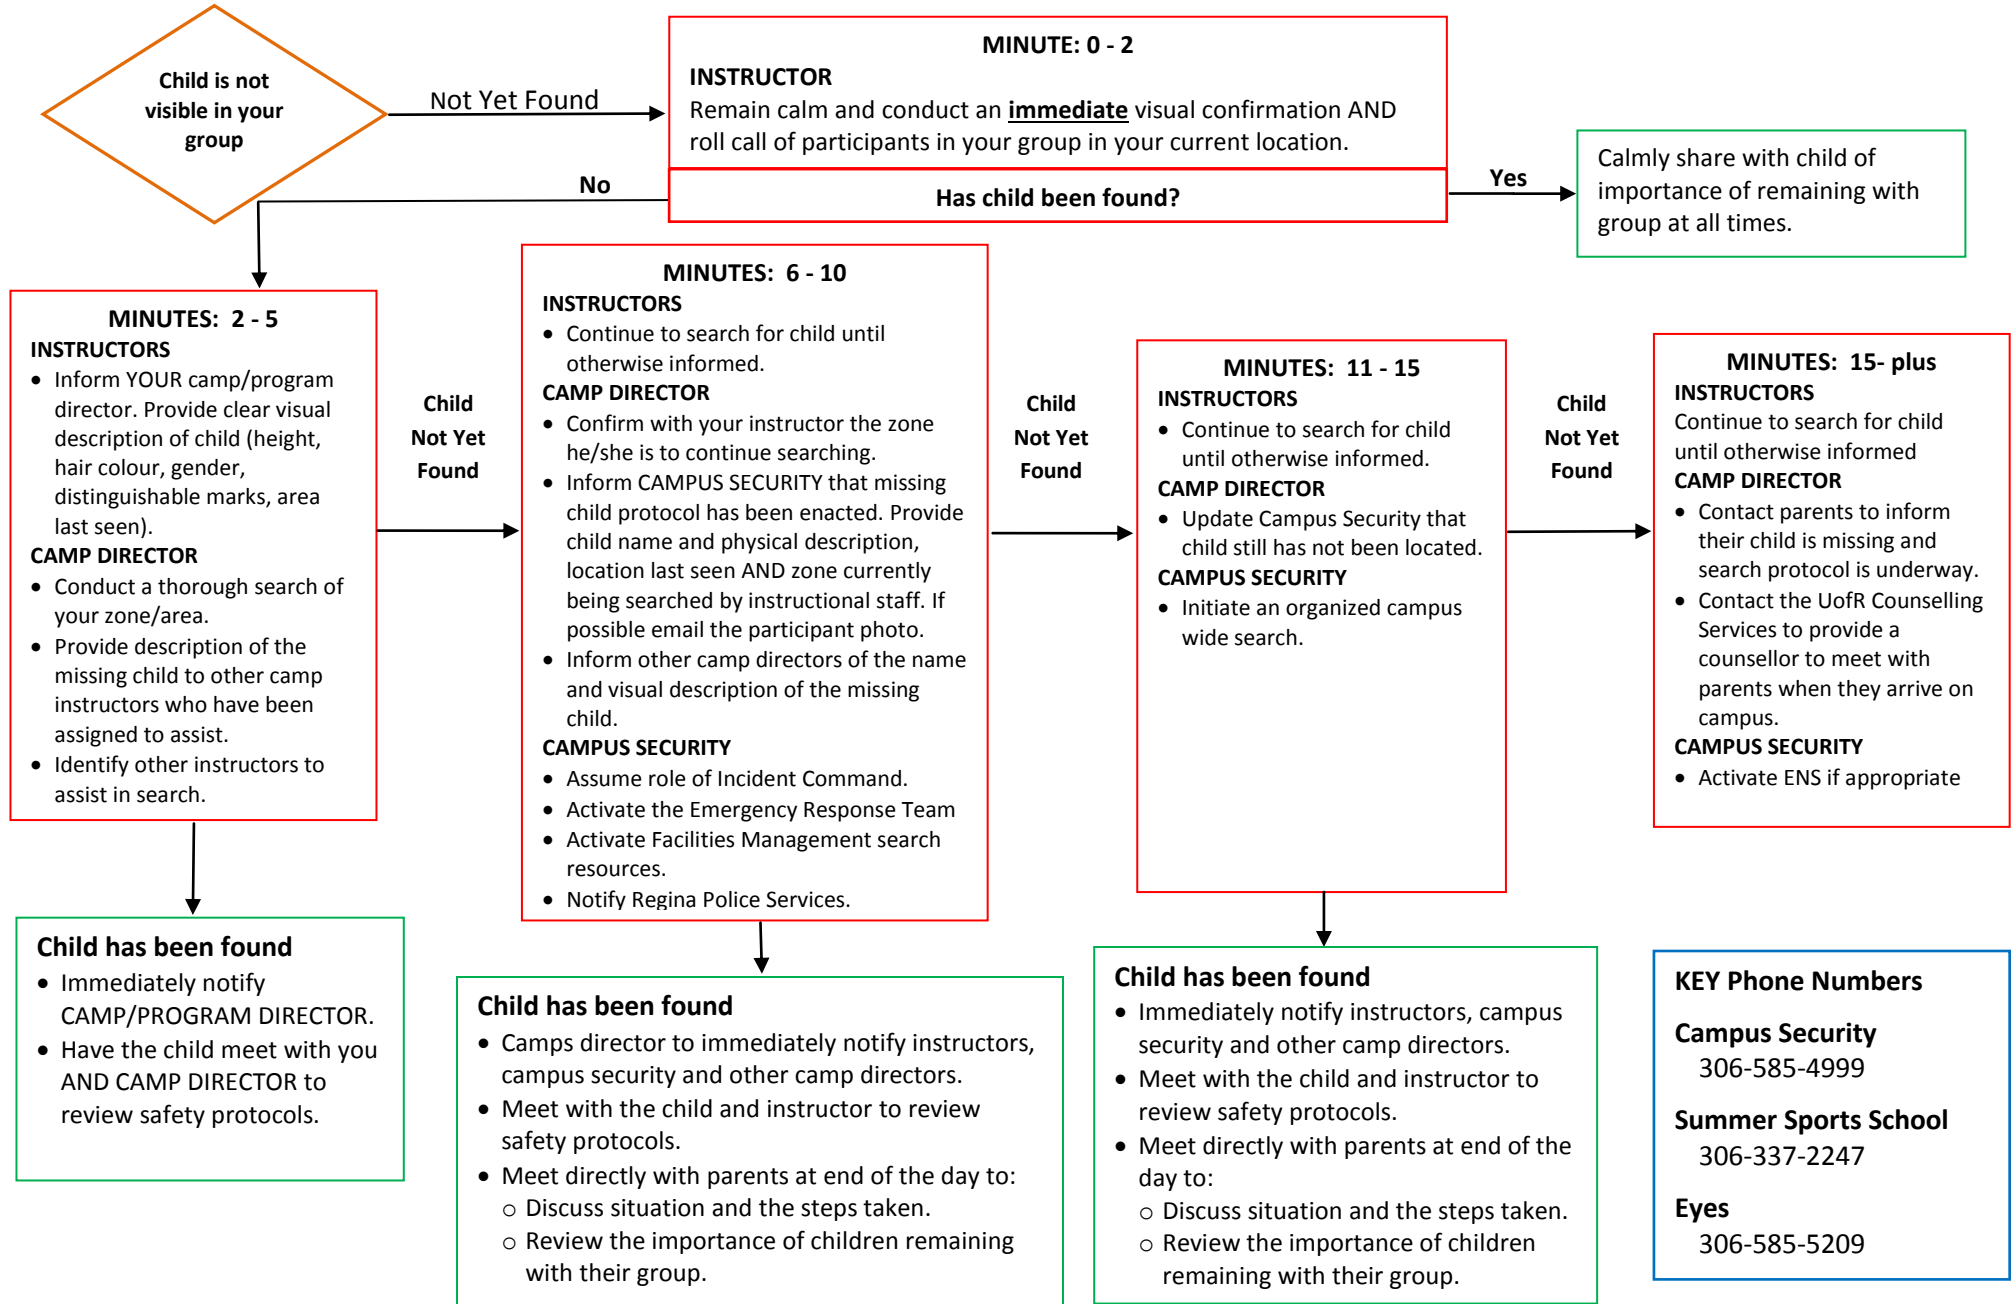 Child is not
visible in your
group
Not Yet Found
MINUTE: 0 - 2
INSTRUCTOR
Remain calm and conduct an immediate visual confirmation AND
roll call of participants in your group in your current location.
No
Has child been found?
Yes
Calmly share with child of
importance of remaining with
group at all times.
MINUTES:  2 - 5
INSTRUCTORS
• Inform YOUR camp/program
director. Provide clear visual
description of child (height,
hair colour, gender,
distinguishable marks, area
last seen).
CAMP DIRECTOR
• Conduct a thorough search of
your zone/area.
• Provide description of the
missing child to other camp
instructors who have been
assigned to assist.
• Identify other instructors to
assist in search.
Child
Not Yet
Found
MINUTES:  6 - 10
INSTRUCTORS
• Continue to search for child until
otherwise informed.
CAMP DIRECTOR
• Confirm with your instructor the zone
he/she is to continue searching.
• Inform CAMPUS SECURITY that missing
child protocol has been enacted. Provide
child name and physical description,
location last seen AND zone currently
being searched by instructional staff. If
possible email the participant photo.
• Inform other camp directors of the name
and visual description of the missing
child.
CAMPUS SECURITY
• Assume role of Incident Command.
• Activate the Emergency Response Team
• Activate Facilities Management search
resources.
• Notify Regina Police Services.
Child
Not Yet
Found
MINUTES:  11 - 15
INSTRUCTORS
• Continue to search for child
until otherwise informed.
CAMP DIRECTOR
• Update Campus Security that
child still has not been located.
CAMPUS SECURITY
• Initiate an organized campus
wide search.
Child
Not Yet
Found
MINUTES:  15- plus
INSTRUCTORS
Continue to search for child
until otherwise informed
CAMP DIRECTOR
• Contact parents to inform
their child is missing and
search protocol is underway.
• Contact the UofR Counselling
Services to provide a
counsellor to meet with
parents when they arrive on
campus.
CAMPUS SECURITY
• Activate ENS if appropriate
Child has been found
• Immediately notify
CAMP/PROGRAM DIRECTOR.
• Have the child meet with you
AND CAMP DIRECTOR to
review safety protocols.
Child has been found
• Camps director to immediately notify instructors,
campus security and other camp directors.
• Meet with the child and instructor to review
safety protocols.
• Meet directly with parents at end of the day to:
o Discuss situation and the steps taken.
o Review the importance of children remaining
with their group.
Child has been found
• Immediately notify instructors, campus
security and other camp directors.
• Meet with the child and instructor to
review safety protocols.
• Meet directly with parents at end of the
day to:
o Discuss situation and the steps taken.
o Review the importance of children
remaining with their group.
KEY Phone Numbers
Campus Security
306-585-4999
Summer Sports School
306-337-2247
Eyes
306-585-5209